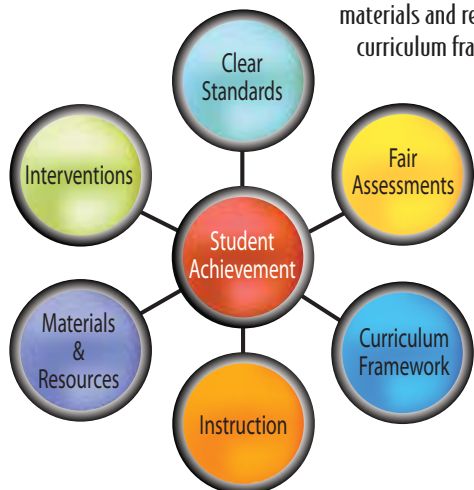 materials and re
curriculum fra
Clear
Standards
Fair
Assessments
Curriculum
Framework
Instruction
Materials
&
Resources
Interventions
Student
Achievement